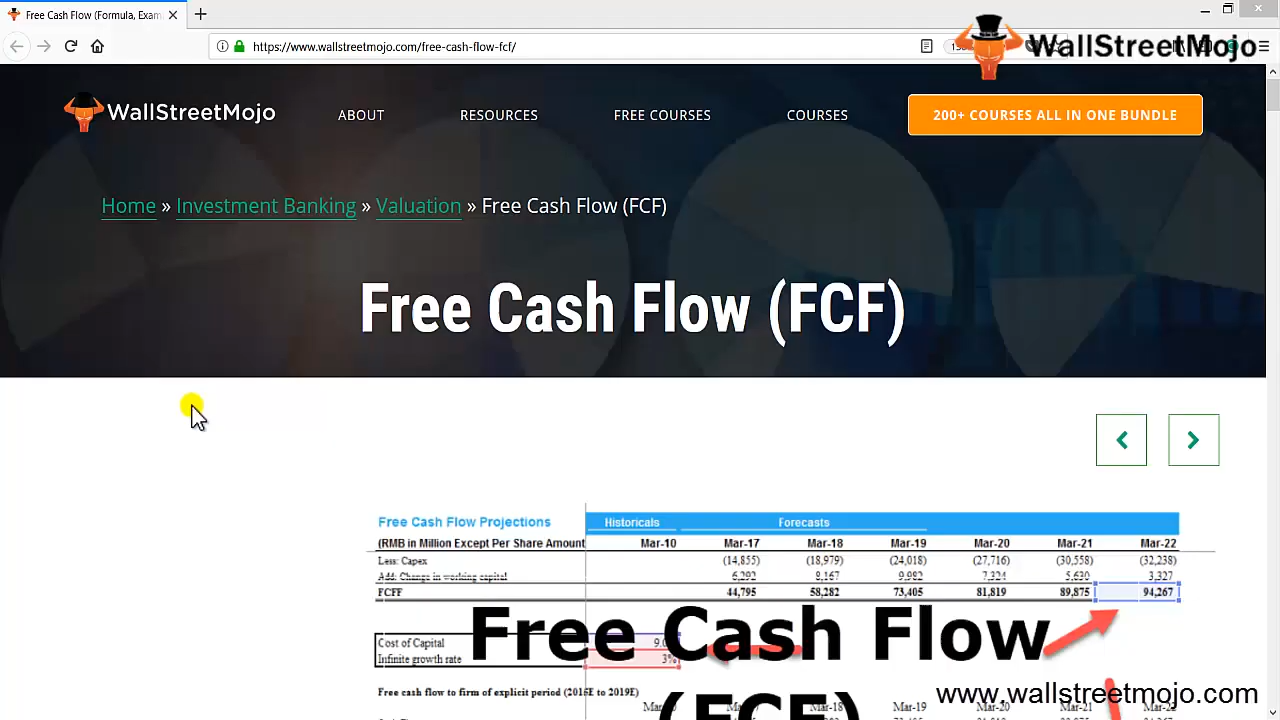 Free Cash Flow (Formula, Exam
https://www.wallstreetmojo.com/free-cash-flow-fcf/
WallStreetMojo
WallStreetMojo
ABOUT
RESOURCES
FREE COURSES
COURSES
200+ COURSES ALL IN ONE BUNDLE
Home » Investment Banking » Valuation » Free Cash Flow (FCF)
Free Cash Flow (FCF)
Free Cash Flow Projections Historicals Forecasts
(RMB in Million Except Per Share Amount Mar-10 Mar-17 Mar-18 Mar-19 Mar-20 Mar-21 Mar-22
Less: Capex (14,855) (18,979) (24,018) (27,716) (30,558) (32,238)
Add: Change in working capital 6,292 8,167 9,982 7,324 5,630 3,327
FCFF 44,795 58,282 73,405 81,819 89,875 94,267
Free Cash Flow
Cost of Capital
Infinite growth rate 3%
Free cash flow to firm of explicit period
(FCF)
www.wallstreetmojo.com